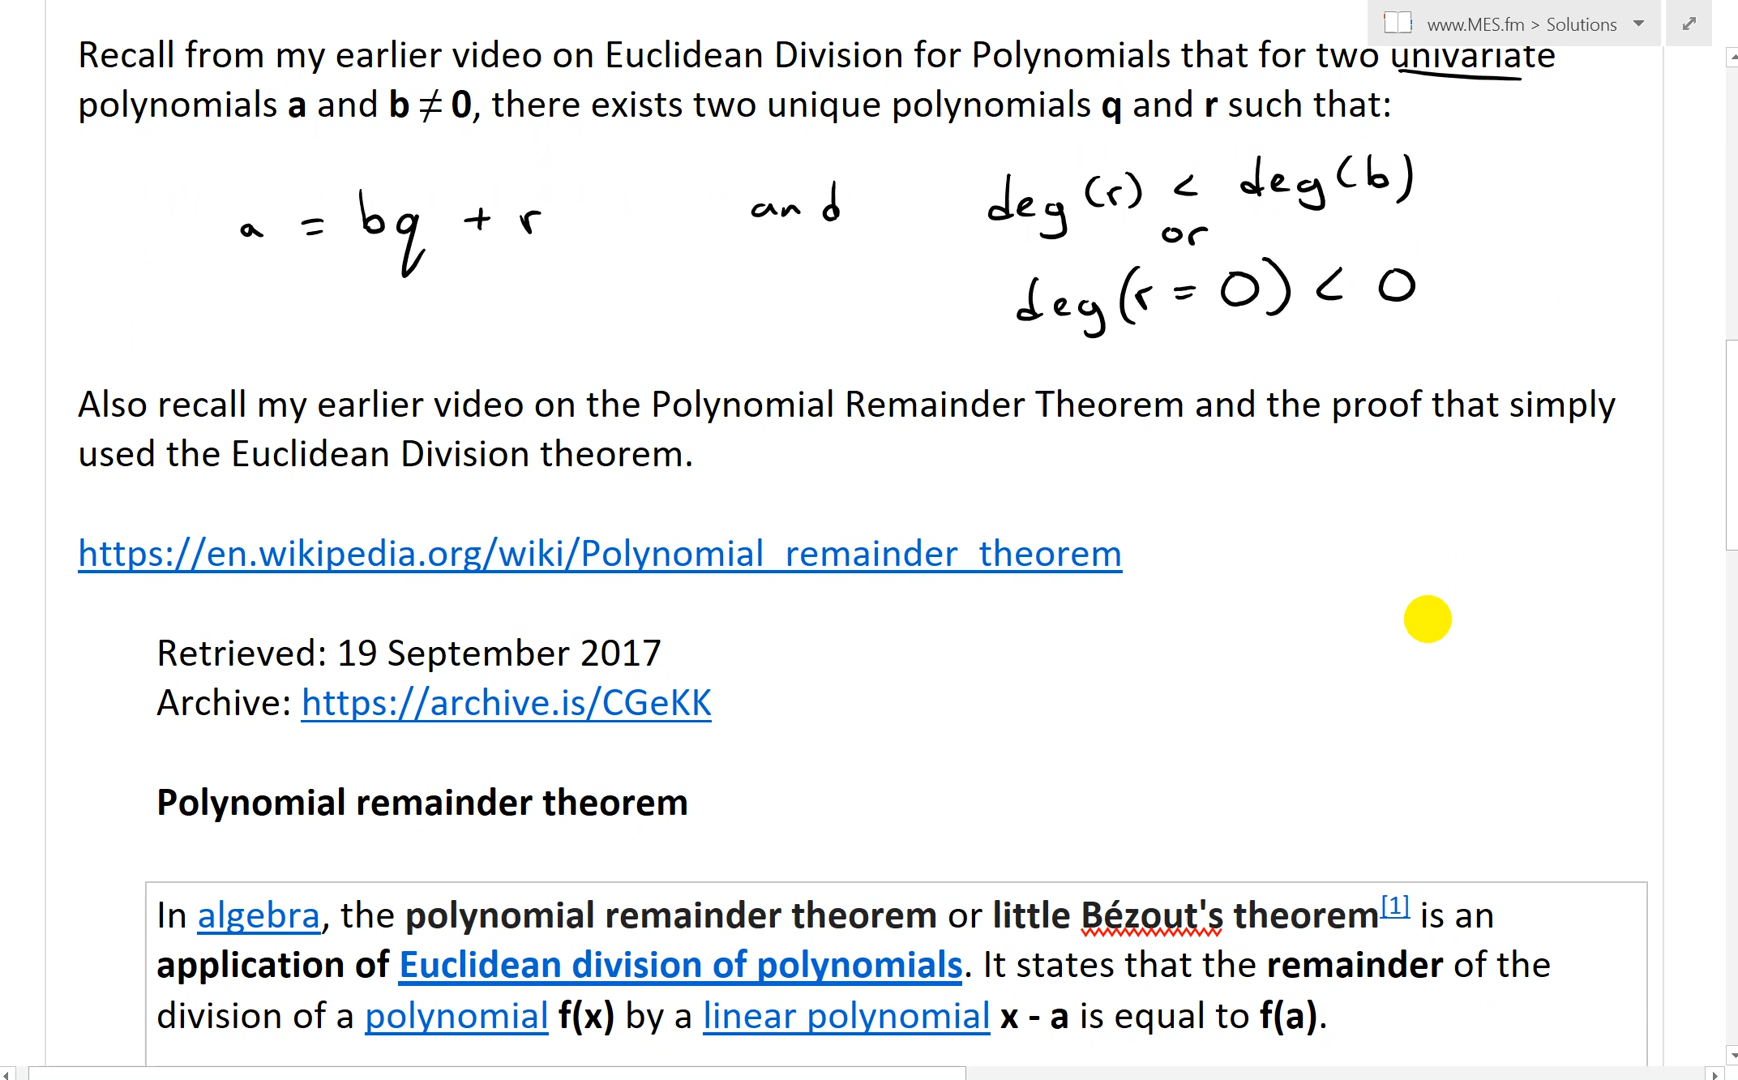 www.MES.fm > Solutions
Recall from my earlier video on Euclidean Division for Polynomials that for two univariate
polynomials a and b ≠ 0, there exists two unique polynomials q and r such that:
a = bq + r and deg(r) < deg(b)
or
deg(r = 0) < 0
Also recall my earlier video on the Polynomial Remainder Theorem and the proof that simply
used the Euclidean Division theorem.
https://en.wikipedia.org/wiki/Polynomial_remainder_theorem
Retrieved: 19 September 2017
Archive: https://archive.is/CGeKK
Polynomial remainder theorem
In algebra, the polynomial remainder theorem or little Bézout's theorem[1] is an
application of Euclidean division of polynomials. It states that the remainder of the
division of a polynomial f(x) by a linear polynomial x - a is equal to f(a).